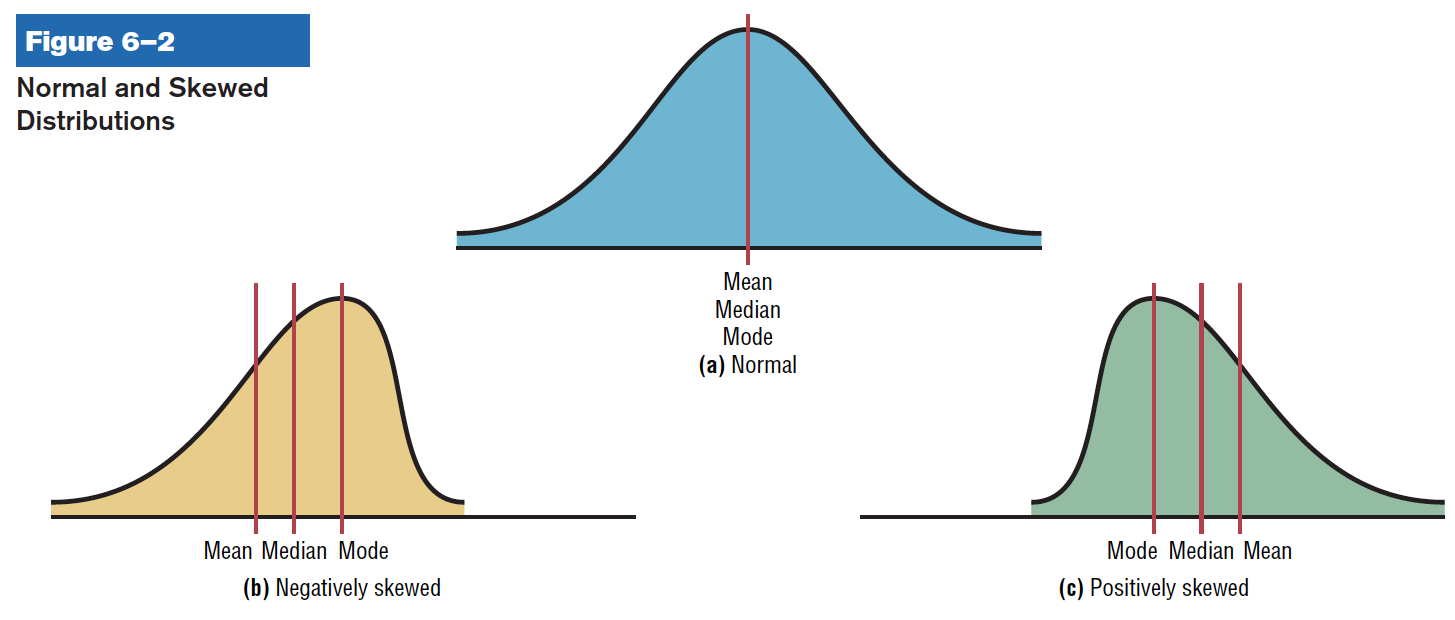 Figure 6–2
Normal and Skewed
Distributions
Mean
Median
Mode
(a) Normal
Mean Median Mode
(b) Negatively skewed
Mode Median Mean
(c) Positively skewed